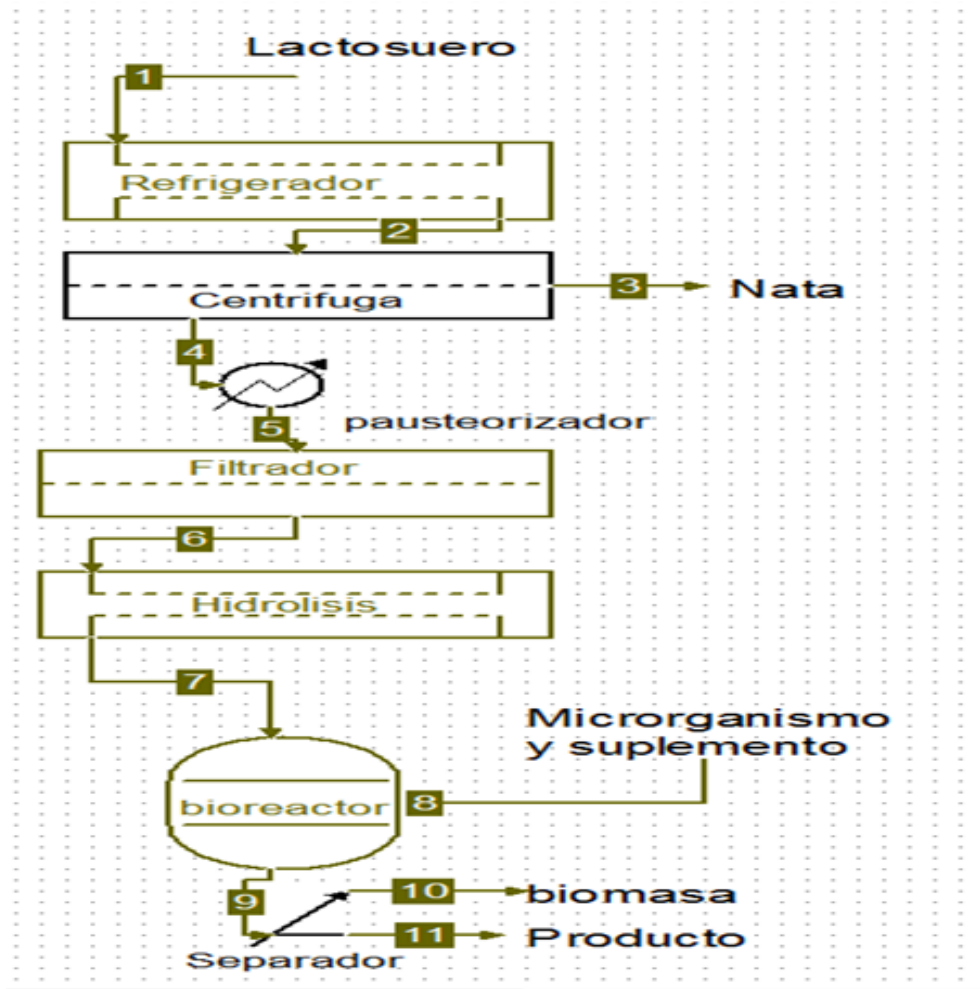 Lactosuero
1
Refrigerador
2
Centrifuga
3
Nata
4
pausteorizador
5
Filtrador
6
Hidrolisis
7
Microrganismo
y suplemento
bioreactor
8
9
10
biomasa
11
Producto
Separador